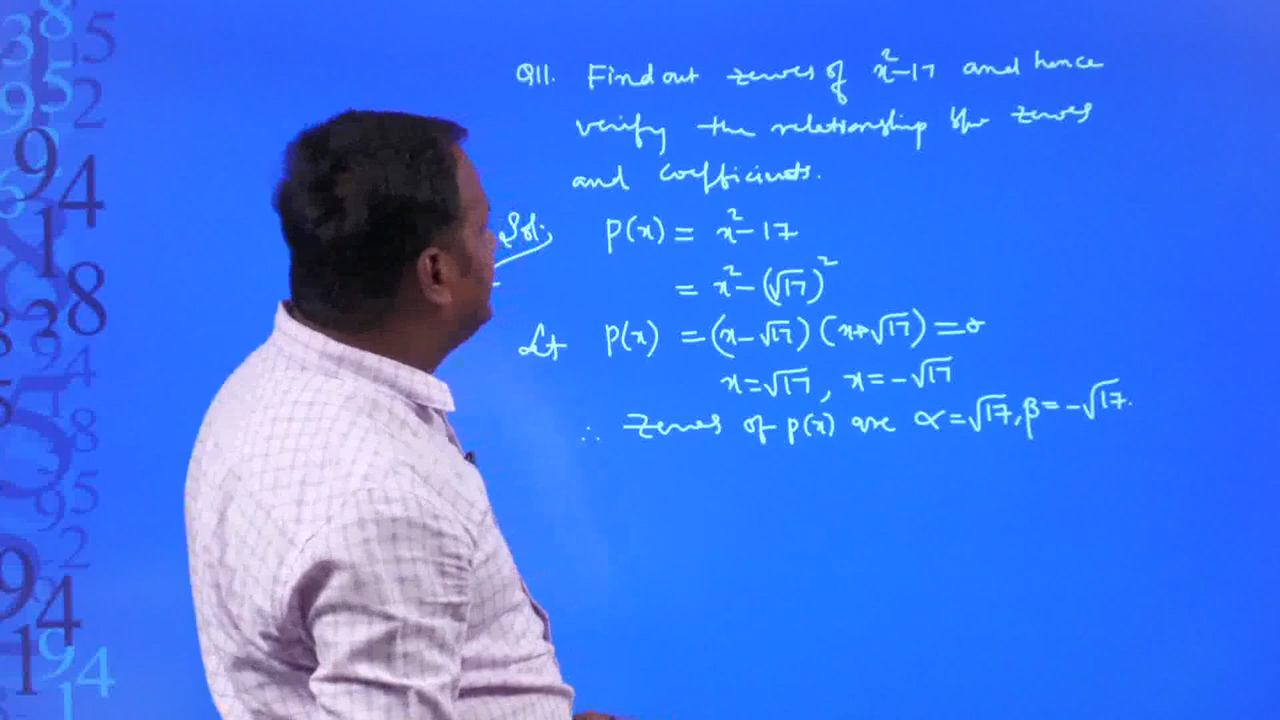 Q11. Find out zeroes of x²-17 and hence
verify the relationship b/w zeroes
and coefficients.
Sol. p(x) = x²-17
= x²-(√17)²
Let p(x) = (x-√17)(x+√17)=0
x=√17, x=-√17
∴ Zeroes of p(x) are α=√17, β=-√17.